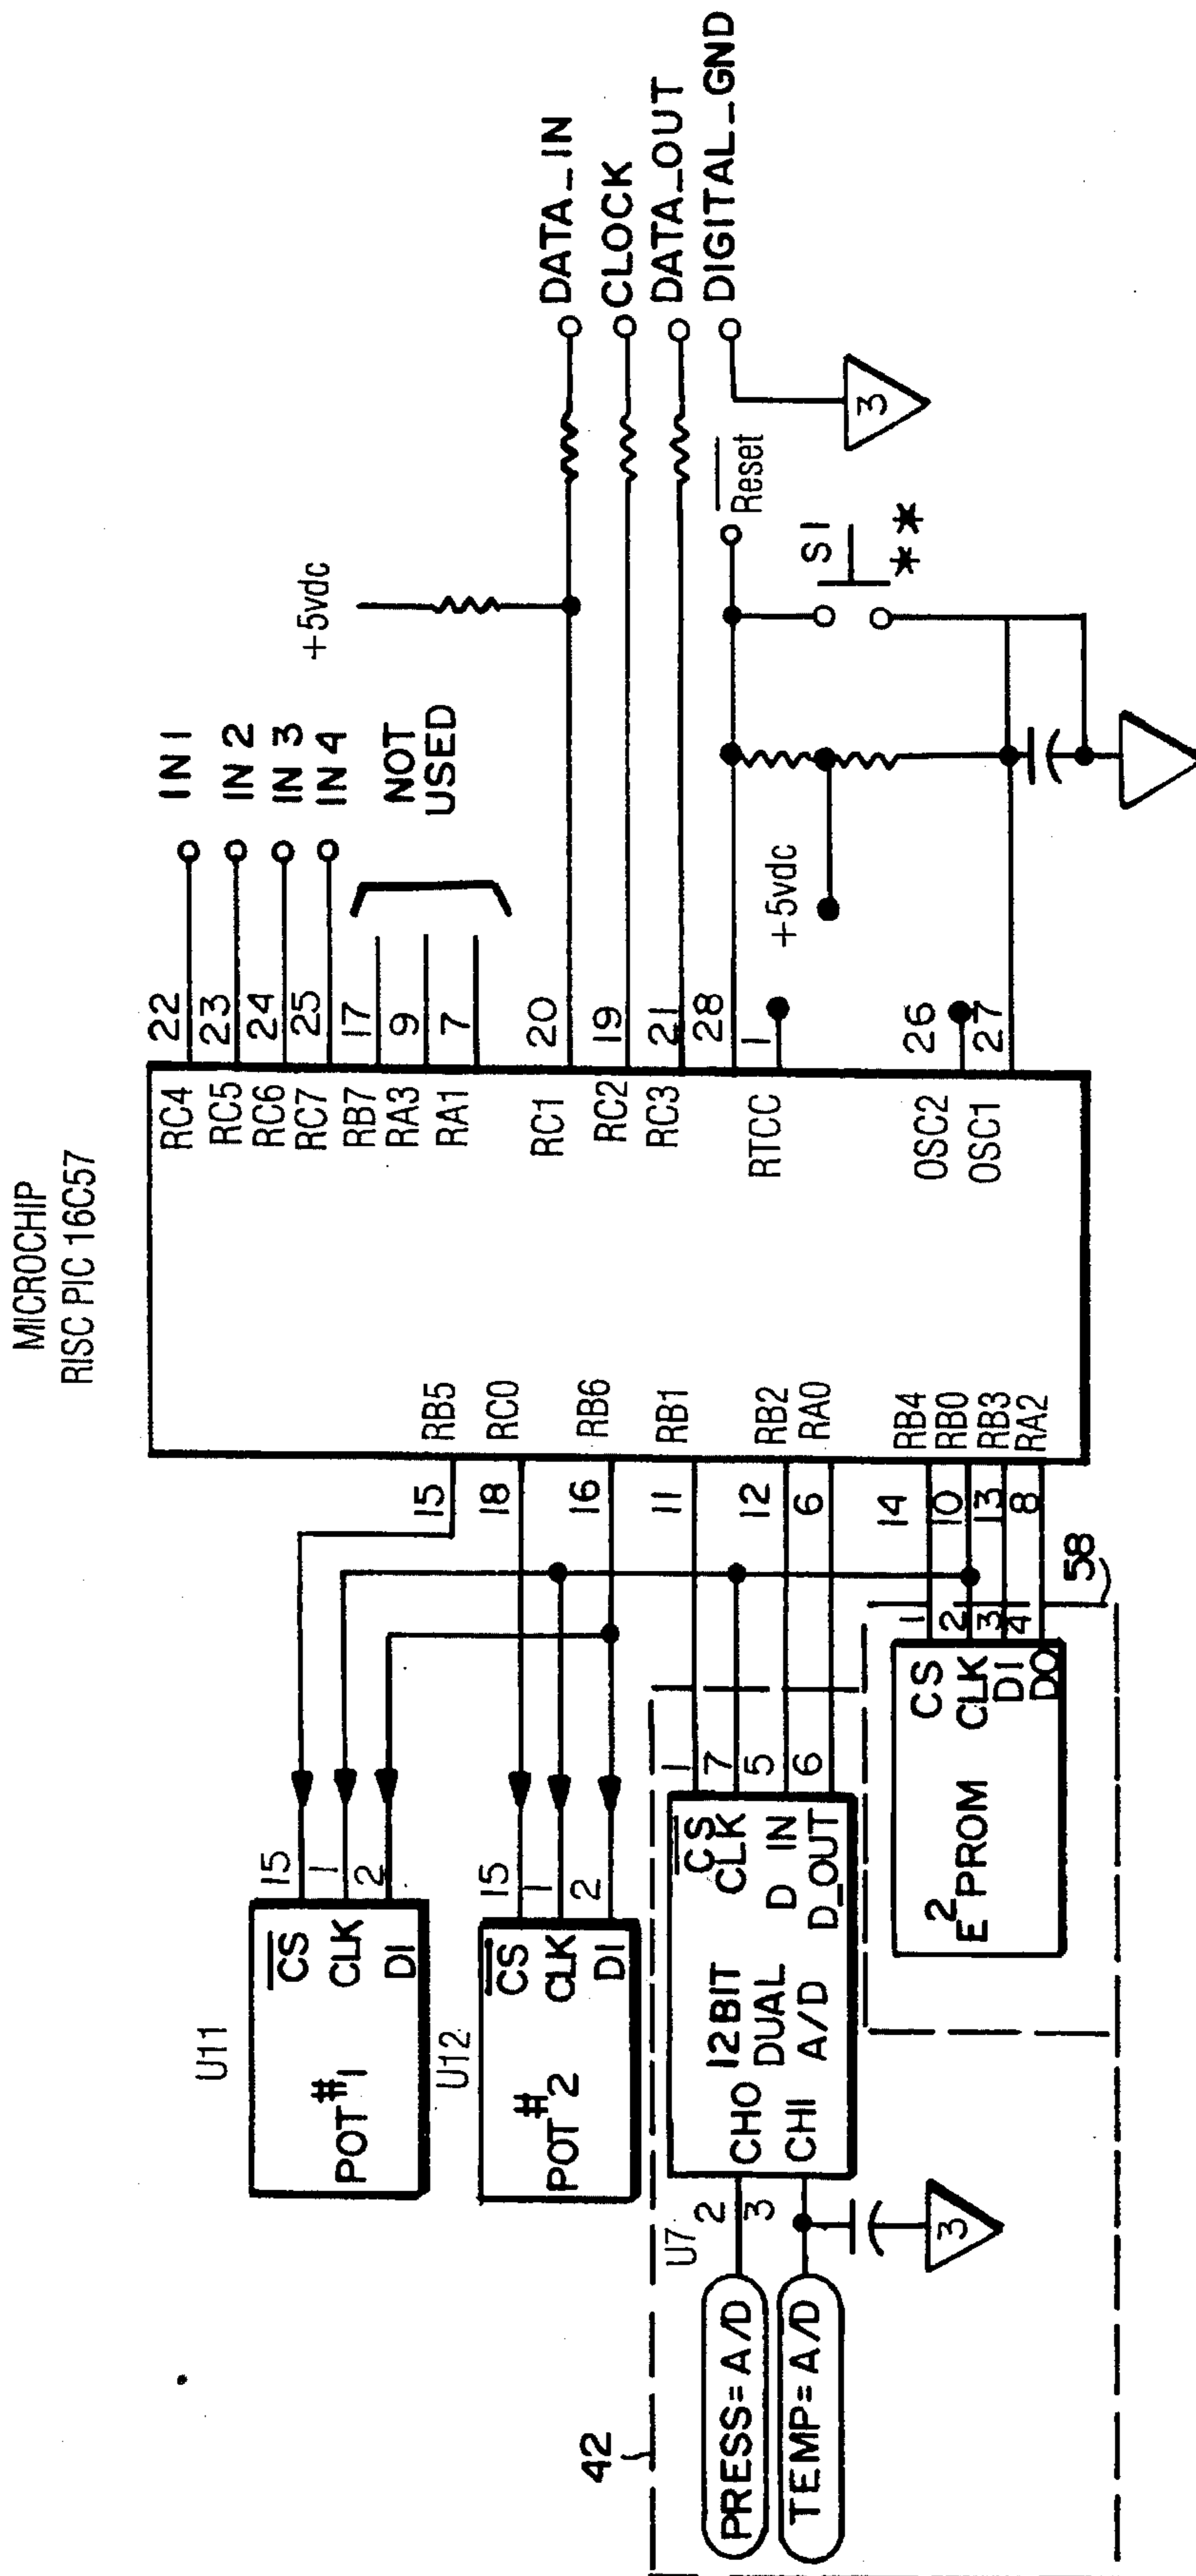 MICROCHIP
RISC PIC 16C57
U11
POT #1
CS
CLK
DI
15
1
2
U12
POT #2
CS
CLK
DI
15
1
2
42
U7
PRESS=A/D
TEMP=A/D
2
3
3
CHO
CHI
12BIT
DUAL
A/D
CS
CLK
D IN
D_OUT
1
7
5
6
E2PROM
CS
CLK
DI
DO
1
2
3
4
58
15
18
16
11
12
6
14
10
13
8
RB5
RC0
RB6
RB1
RB2
RA0
RB4
RB0
RB3
RA2
RC4
RC5
RC6
RC7
RB7
RA3
RA1
RC1
RC2
RC3
RTCC
OSC2
OSC1
22
23
24
25
17
9
7
20
19
21
28
1
26
27
IN 1
IN 2
IN 3
IN 4
NOT
USED
+5vdc
+5vdc
Reset
S1
**
3
DATA_IN
CLOCK
DATA_OUT
DIGITAL_GND